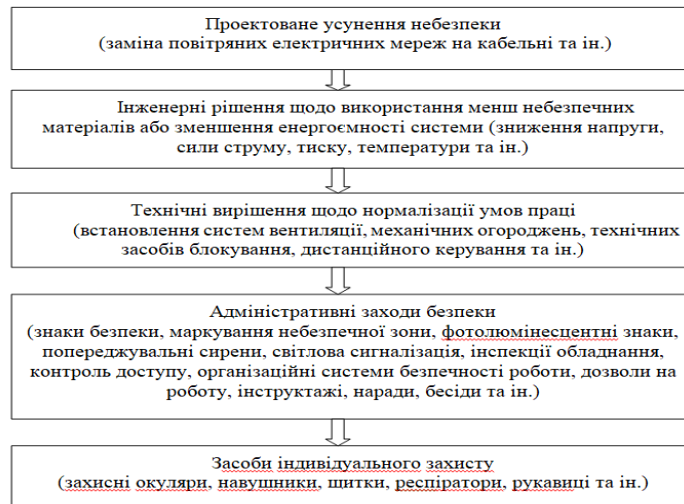 Проектоване усунення небезпеки
(заміна повітряних електричних мереж на кабельні та ін.)
Інженерні рішення щодо використання менш небезпечних
матеріалів або зменшення енергоємності системи (зниження напруги,
сили струму, тиску, температури та ін.)
Технічні вирішення щодо нормалізації умов праці
(встановлення систем вентиляції, механічних огороджень, технічних
засобів блокування, дистанційного керування та ін.)
Адміністративні заходи безпеки
(знаки безпеки, маркування небезпечної зони, фотолюмінесцентні знаки,
попереджувальні сирени, світлова сигналізація, інспекції обладнання,
контроль доступу, організаційні системи безпечності роботи, дозволи на
роботу, інструктажі, наради, бесіди та ін.)
Засоби індивідуального захисту
(захисні окуляри, навушники, щитки, респіратори, рукавиці та ін.)